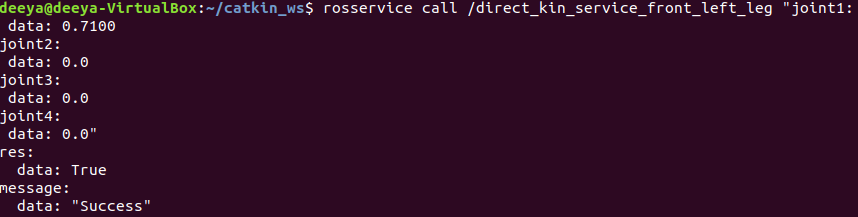 deeya@deeya-VirtualBox:~/catkin_ws$ rosservice call /direct_kin_service_front_left_leg "joint1:
 data: 0.7100
joint2:
 data: 0.0
joint3:
 data: 0.0
joint4:
 data: 0.0"
res:
  data: True
message:
  data: "Success"